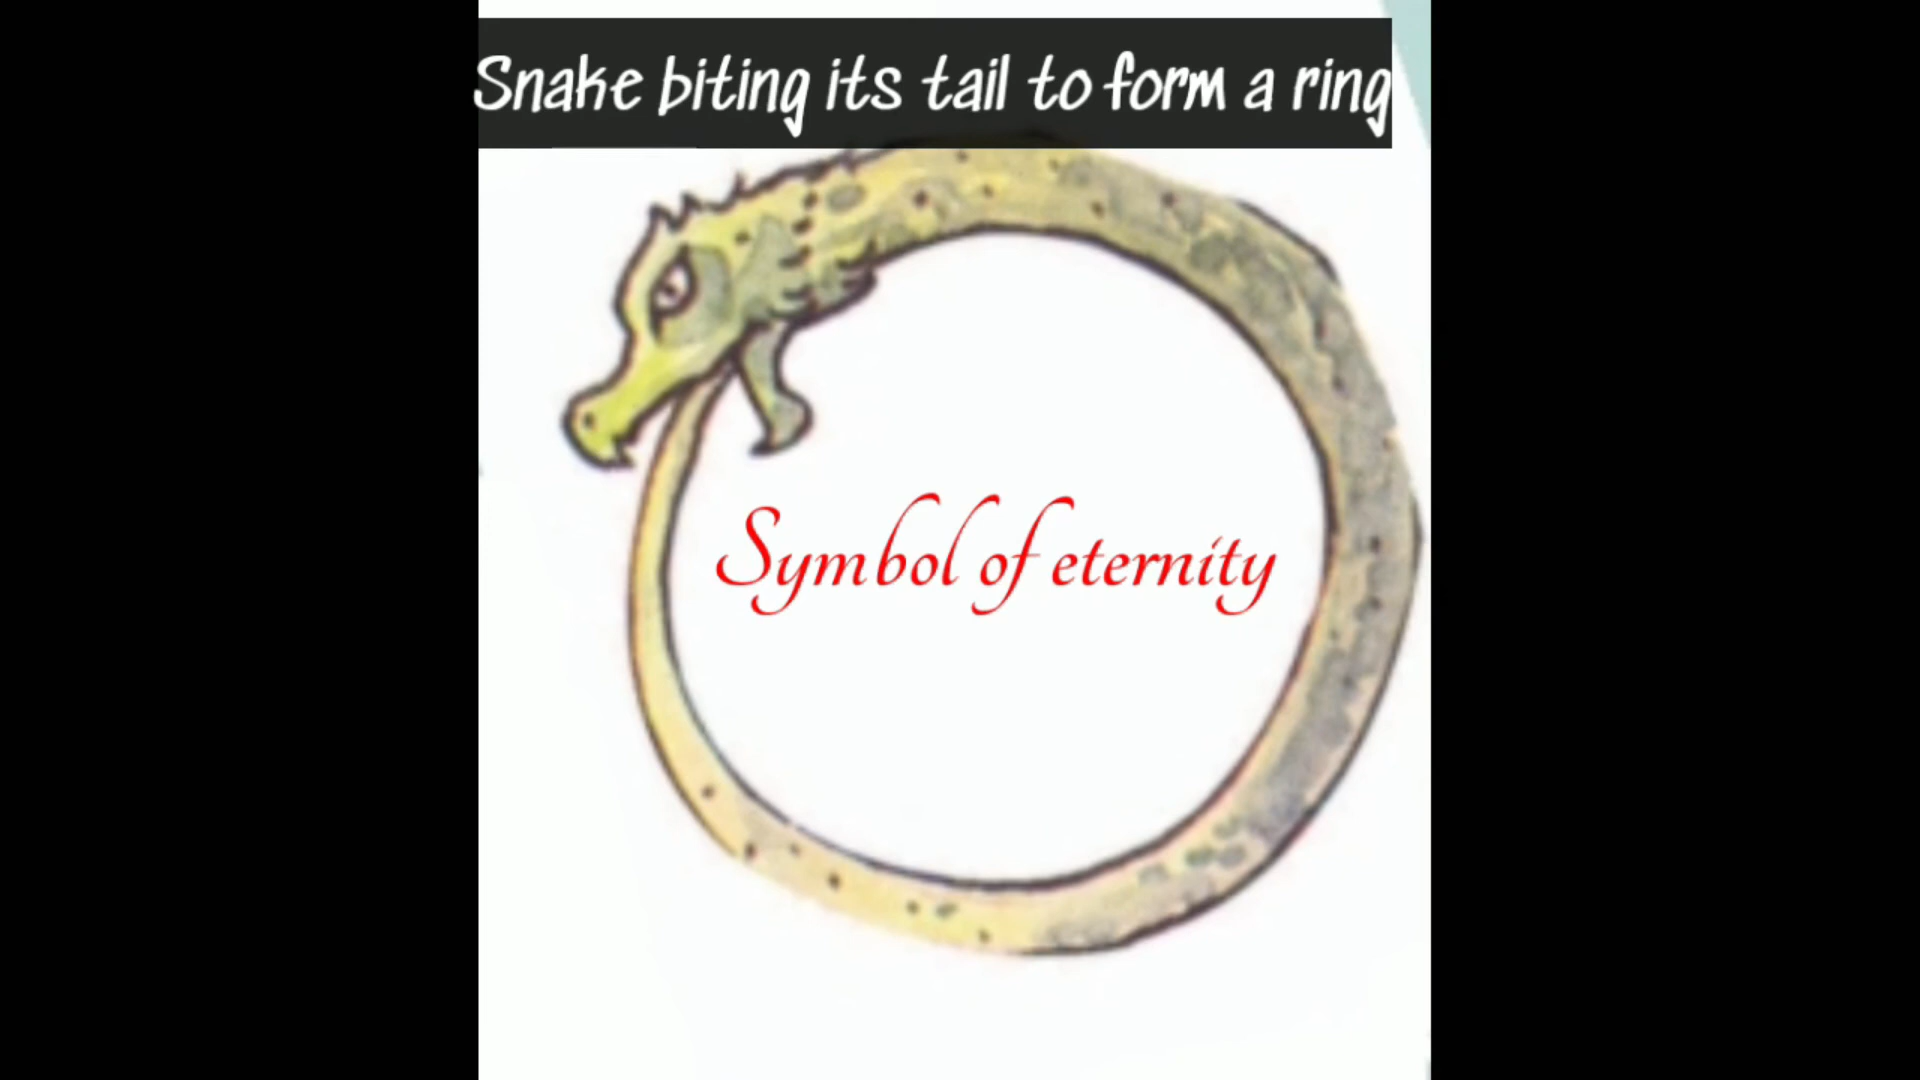 Snake biting its tail to form a ring
Symbol of eternity